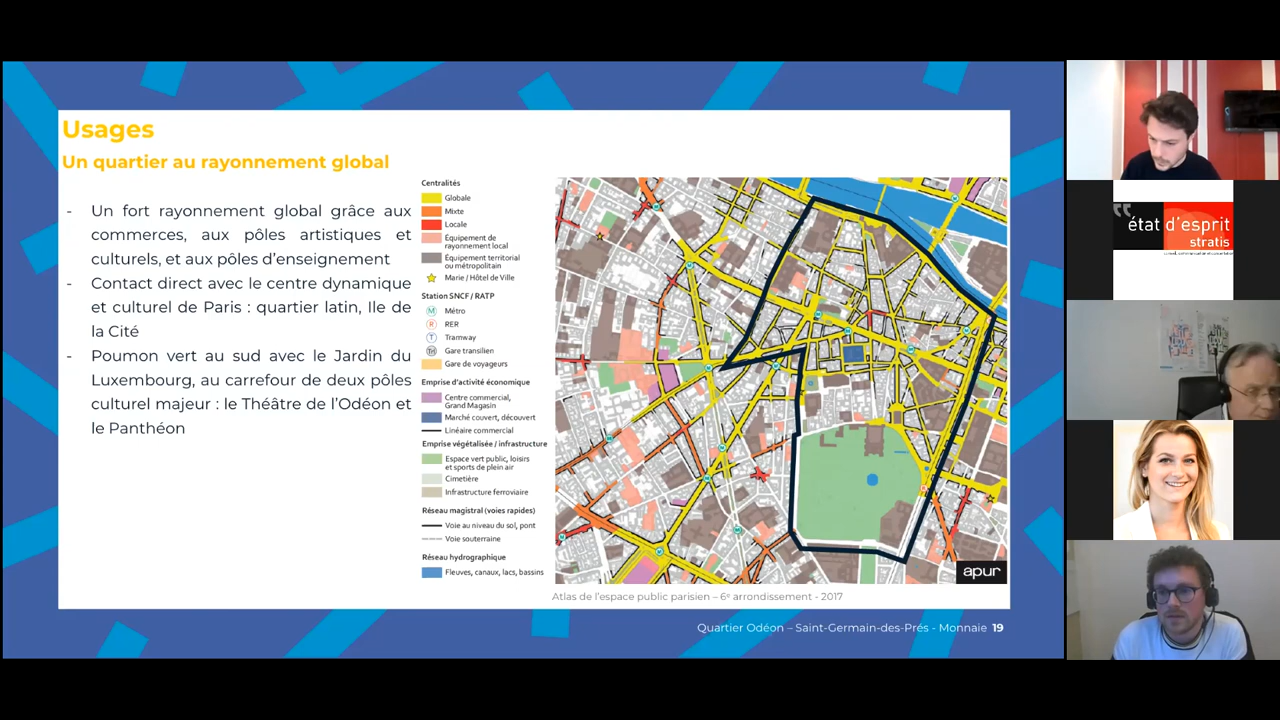 Usages
Un quartier au rayonnement global
- Un fort rayonnement global grâce aux
commerces, aux pôles artistiques et
culturels, et aux pôles d'enseignement
- Contact direct avec le centre dynamique
et culturel de Paris : quartier latin, Ile de
la Cité
- Poumon vert au sud avec le Jardin du
Luxembourg, au carrefour de deux pôles
culturel majeur : le Théâtre de l'Odéon et
le Panthéon
Centralités
Globale
Mixte
Locale
Équipement de
rayonnement local
Équipement territorial
ou métropolitain
Marie / Hôtel de Ville
Station SNCF / RATP
M Métro
R RER
T Tramway
TN Gare transilien
Gare de voyageurs
Emprise d'activité économique
Centre commercial,
Grand Magasin
Marché couvert, découvert
Linéaire commercial
Emprise végétalisée / infrastructure
Espace vert public, loisirs
et sports de plein air
Cimetière
Infrastructure ferroviaire
Réseau magistral (voies rapides)
Voie au niveau du sol, pont
Voie souterraine
Réseau hydrographique
Fleuves, canaux, lacs, bassins
apur
Atlas de l'espace public parisien – 6e arrondissement - 2017
Quartier Odéon – Saint-Germain-des-Prés - Monnaie 19
état d'esprit
stratis